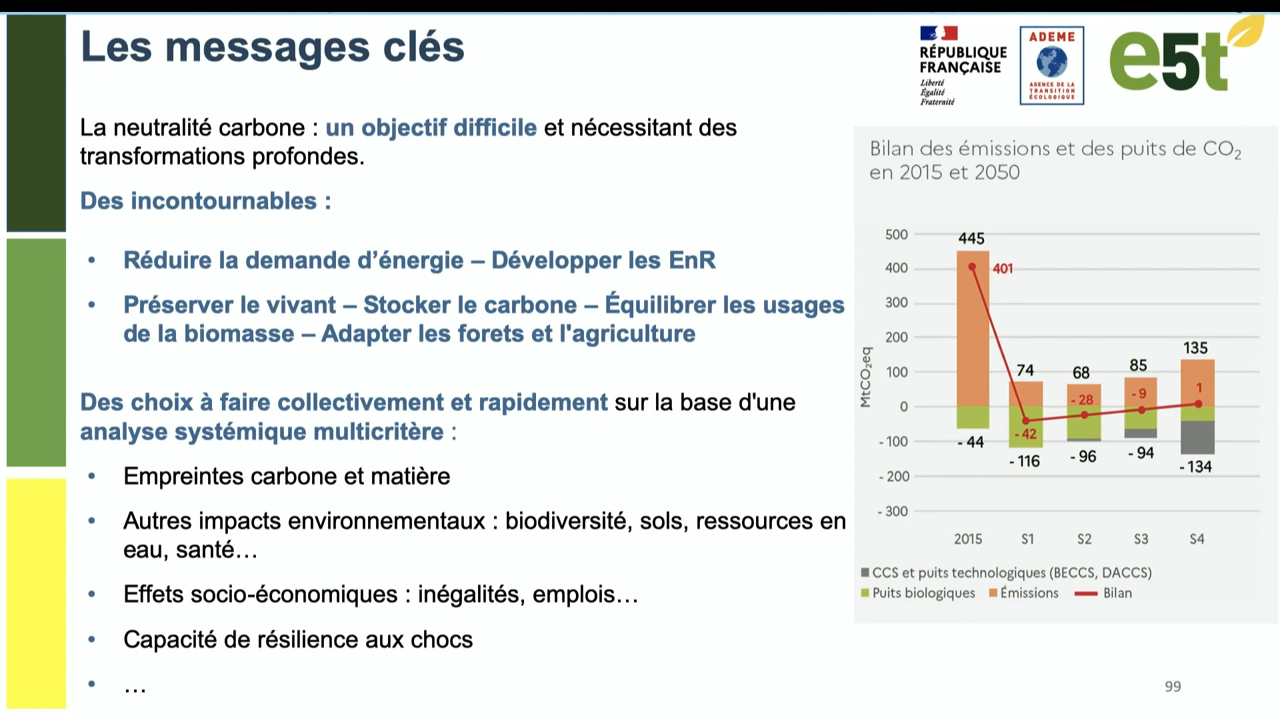 Les messages clés
RÉPUBLIQUE
FRANÇAISE
Liberté
Égalité
Fraternité
ADEME
AGENCE DE LA
TRANSITION
ÉCOLOGIQUE
e5t
La neutralité carbone : un objectif difficile et nécessitant des
transformations profondes.
Des incontournables :
• Réduire la demande d'énergie – Développer les EnR
• Préserver le vivant – Stocker le carbone – Équilibrer les usages
de la biomasse – Adapter les forets et l'agriculture
Des choix à faire collectivement et rapidement sur la base d'une
analyse systémique multicritère :
• Empreintes carbone et matière
• Autres impacts environnementaux : biodiversité, sols, ressources en
eau, santé…
• Effets socio-économiques : inégalités, emplois…
• Capacité de résilience aux chocs
• …
Bilan des émissions et des puits de CO₂
en 2015 et 2050
MtCO₂eq
500
400
300
200
100
0
- 100
- 200
- 300
445
401
- 44
74
- 42
- 116
68
- 28
- 96
85
- 9
- 94
135
1
- 134
2015 S1 S2 S3 S4
CCS et puits technologiques (BECCS, DACCS)
Puits biologiques Émissions Bilan
99